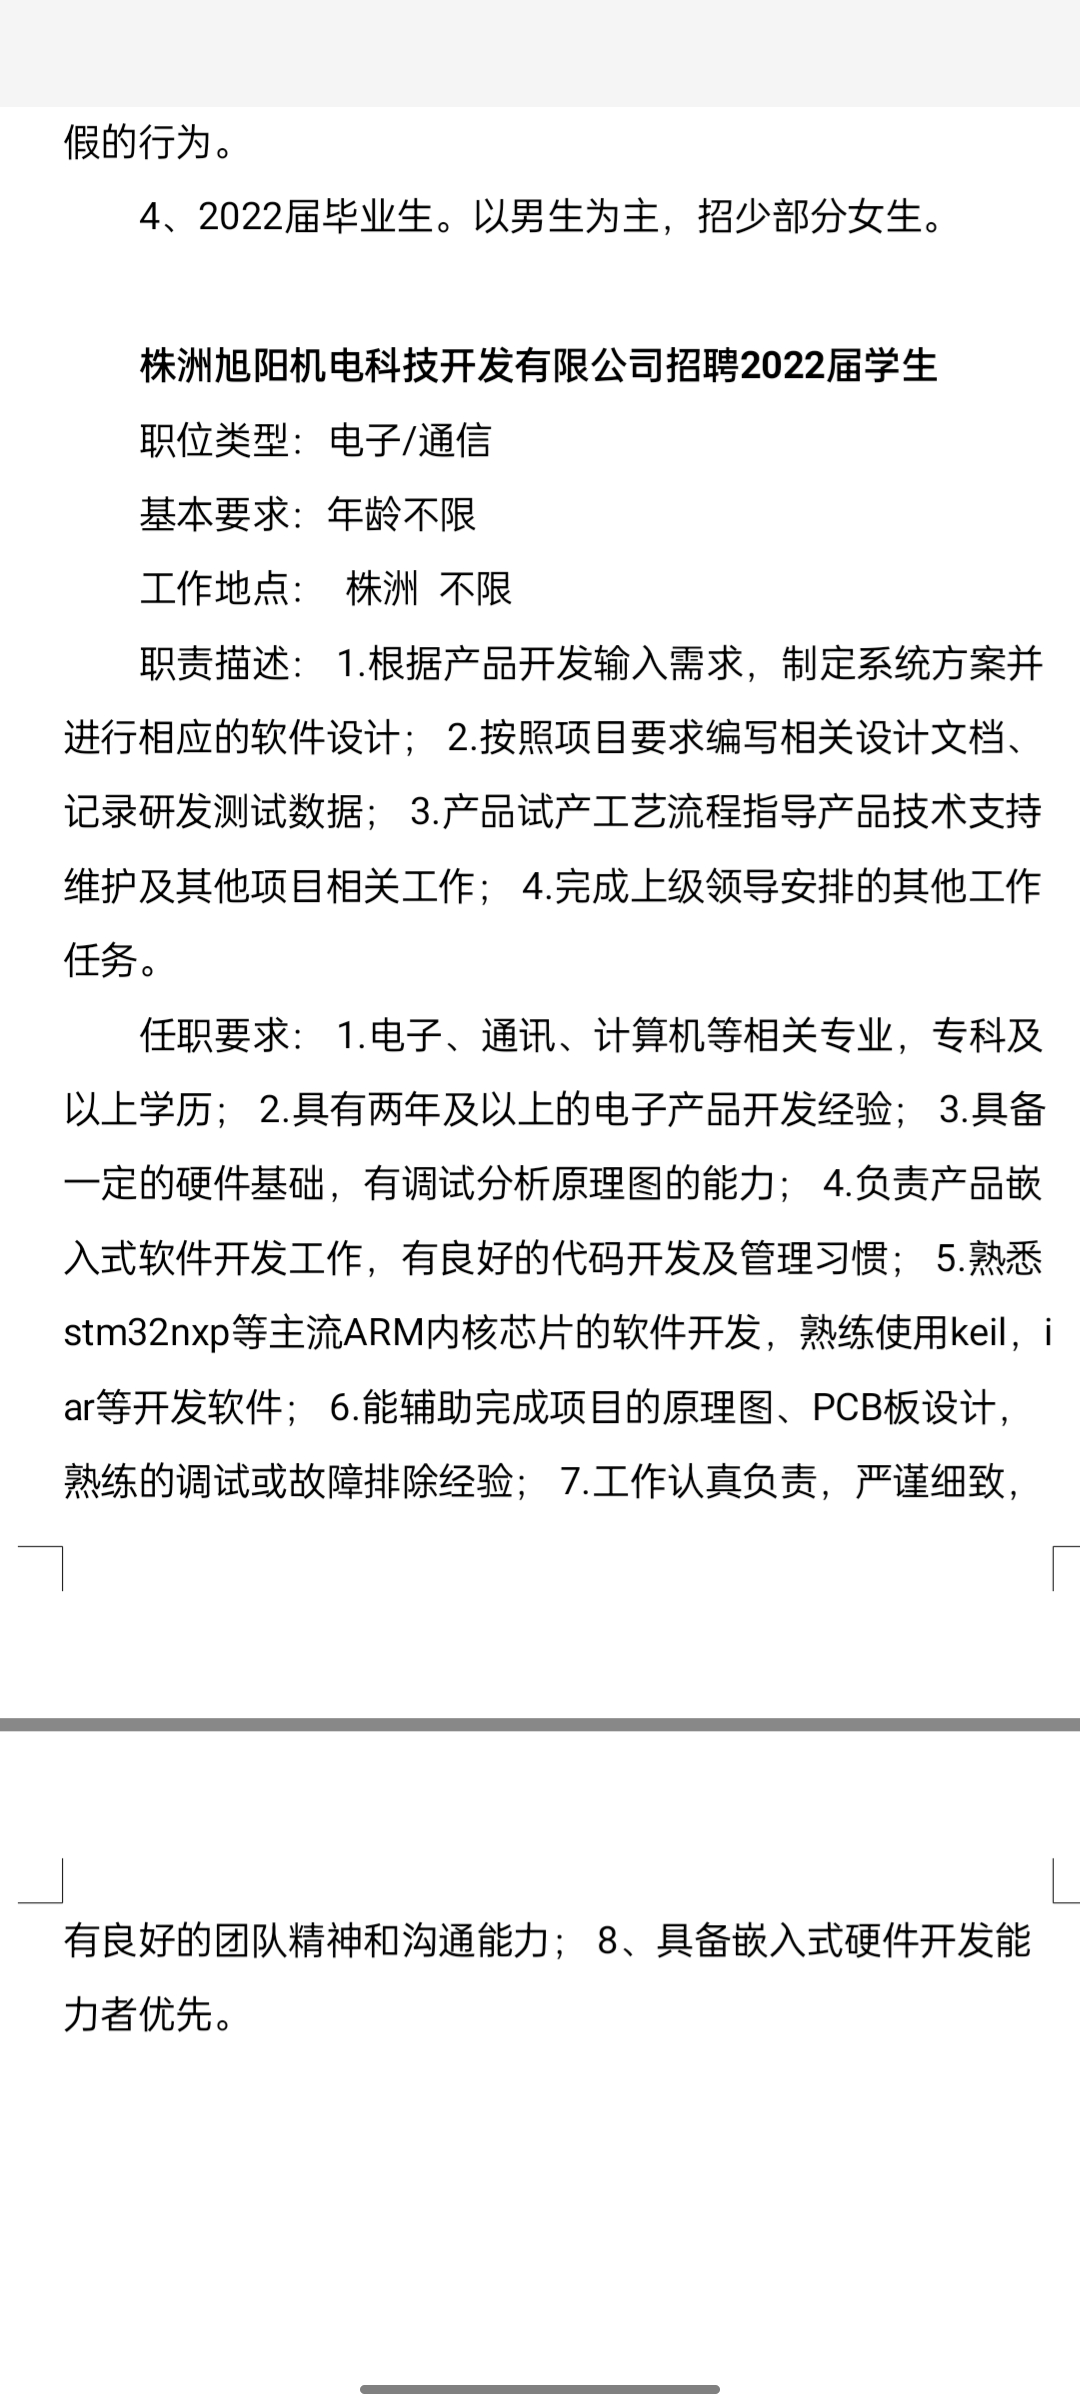 假的行为。
4、2022届毕业生。以男生为主，招少部分女生。
株洲旭阳机电科技开发有限公司招聘2022届学生
职位类型：电子/通信
基本要求：年龄不限
工作地点： 株洲 不限
职责描述： 1.根据产品开发输入需求，制定系统方案并
进行相应的软件设计； 2.按照项目要求编写相关设计文档、
记录研发测试数据； 3.产品试产工艺流程指导产品技术支持
维护及其他项目相关工作； 4.完成上级领导安排的其他工作
任务。
任职要求： 1.电子、通讯、计算机等相关专业，专科及
以上学历； 2.具有两年及以上的电子产品开发经验； 3.具备
一定的硬件基础，有调试分析原理图的能力； 4.负责产品嵌
入式软件开发工作，有良好的代码开发及管理习惯； 5.熟悉
stm32nxp等主流ARM内核芯片的软件开发，熟练使用keil，i
ar等开发软件； 6.能辅助完成项目的原理图、PCB板设计，
熟练的调试或故障排除经验； 7.工作认真负责，严谨细致，
有良好的团队精神和沟通能力； 8、具备嵌入式硬件开发能
力者优先。